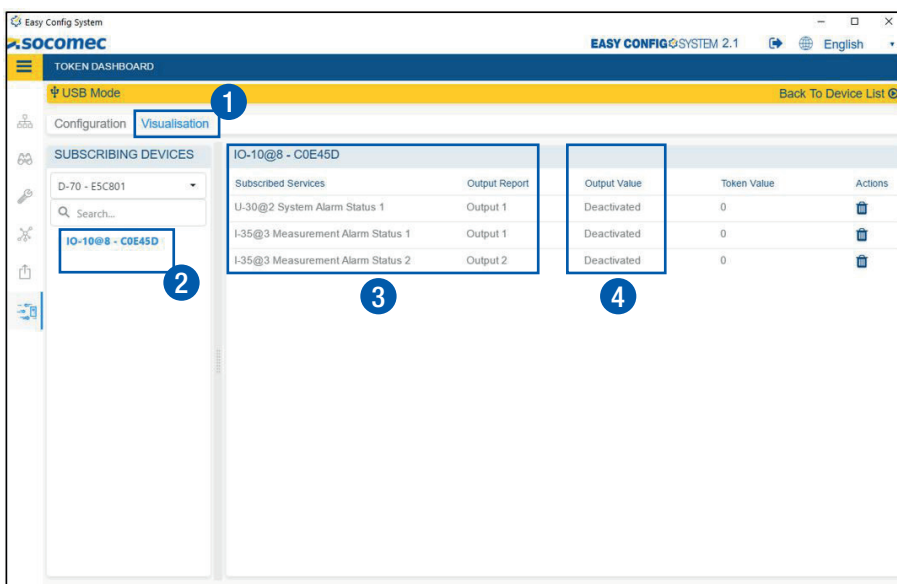 Easy Config System
socomec
EASY CONFIG SYSTEM 2.1 English
TOKEN DASHBOARD
USB Mode Back To Device List
1
Configuration Visualisation
SUBSCRIBING DEVICES IO-10@8 - C0E45D
D-70 - E5C801 Subscribed Services Output Report Output Value Token Value Actions
Search... U-30@2 System Alarm Status 1 Output 1 Deactivated 0
IO-10@8 - C0E45D I-35@3 Measurement Alarm Status 1 Output 1 Deactivated 0
I-35@3 Measurement Alarm Status 2 Output 2 Deactivated 0
2
3
4